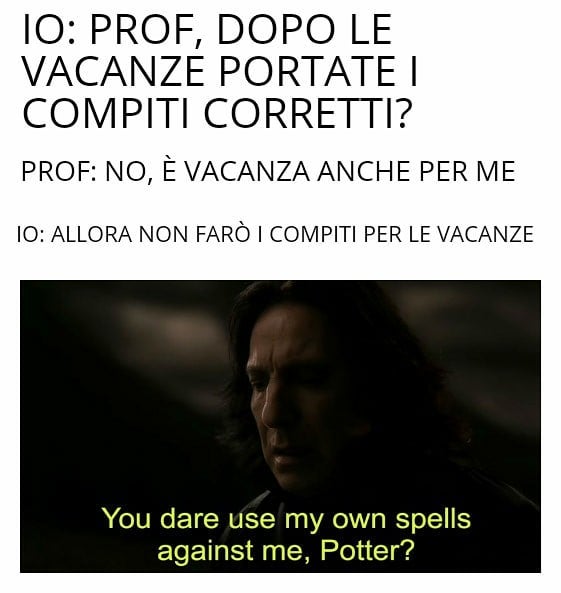 IO: PROF, DOPO LE
VACANZE PORTATE I
COMPITI CORRETTI?
PROF: NO, È VACANZA ANCHE PER ME
IO: ALLORA NON FARÒ I COMPITI PER LE VACANZE
You dare use my own spells
against me, Potter?